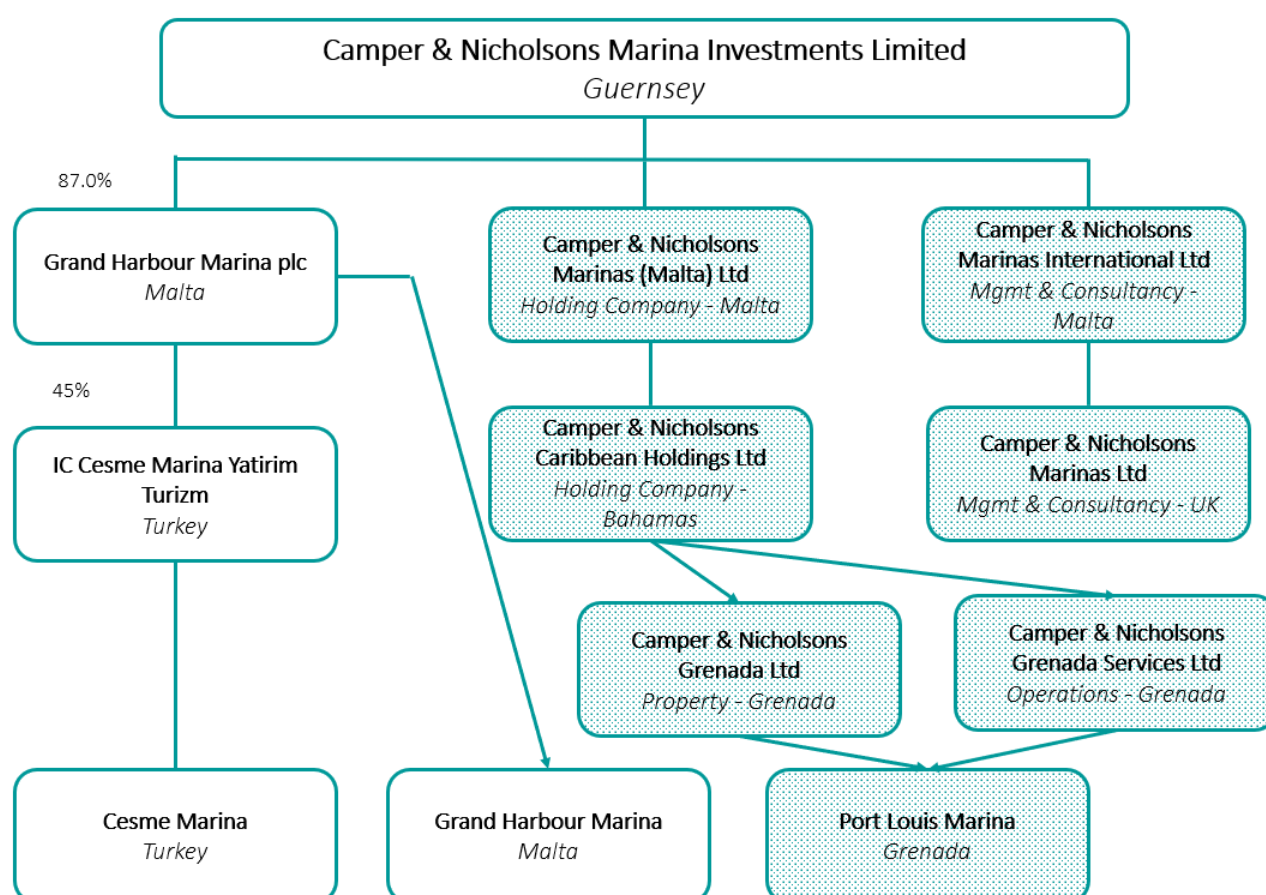 Camper & Nicholsons Marina Investments Limited
Guernsey
87.0%
Grand Harbour Marina plc
Malta
Camper & Nicholsons
Marinas (Malta) Ltd
Holding Company - Malta
Camper & Nicholsons
Marinas International Ltd
Mgmt & Consultancy -
Malta
45%
IC Cesme Marina Yatirim
Turizm
Turkey
Camper & Nicholsons
Caribbean Holdings Ltd
Holding Company -
Bahamas
Camper & Nicholsons
Marinas Ltd
Mgmt & Consultancy - UK
Camper & Nicholsons
Grenada Ltd
Property - Grenada
Camper & Nicholsons
Grenada Services Ltd
Operations - Grenada
Cesme Marina
Turkey
Grand Harbour Marina
Malta
Port Louis Marina
Grenada